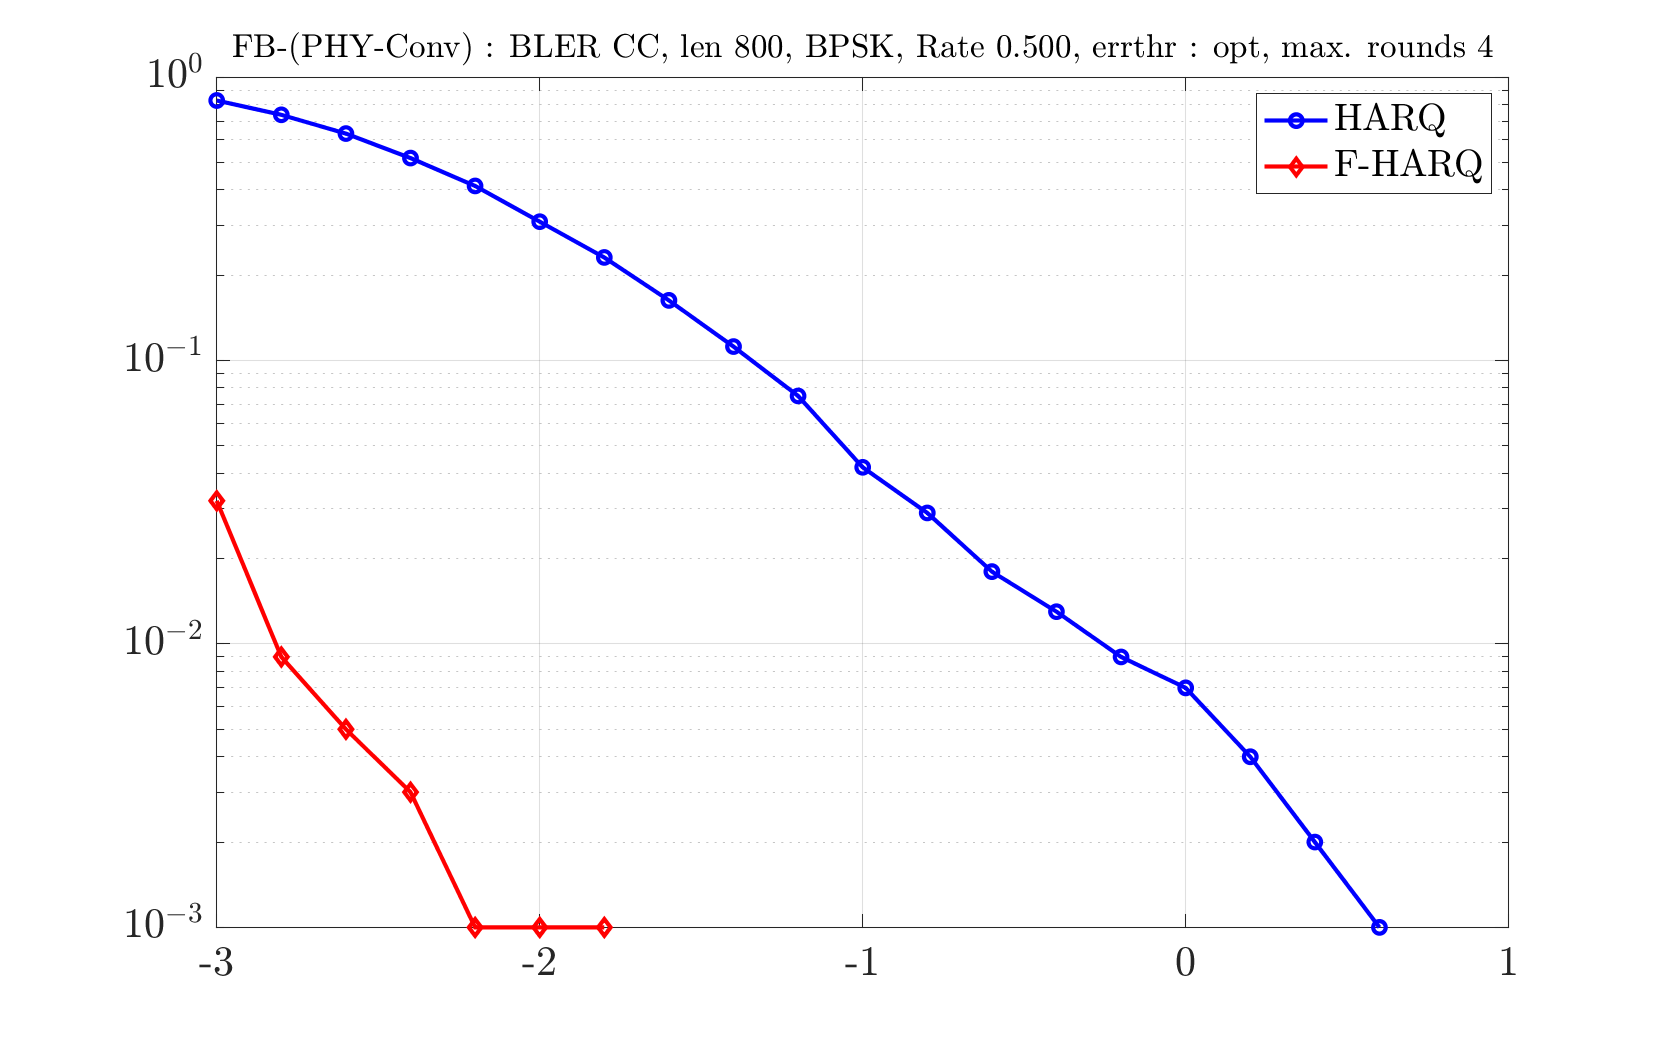 FB-(PHY-Conv) : BLER CC, len 800, BPSK, Rate 0.500, errthr : opt, max. rounds 4
10^0
HARQ
F-HARQ
10^-1
10^-2
10^-3
-3 -2 -1 0 1